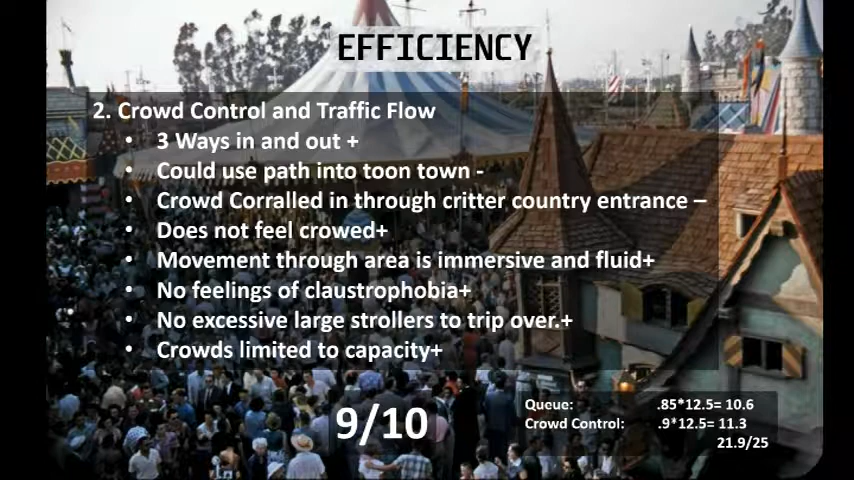 EFFICIENCY
2. Crowd Control and Traffic Flow
• 3 Ways in and out +
• Could use path into toon town -
• Crowd Corralled in through critter country entrance –
• Does not feel crowed+
• Movement through area is immersive and fluid+
• No feelings of claustrophobia+
• No excessive large strollers to trip over.+
• Crowds limited to capacity+
9/10
Queue: .85*12.5= 10.6
Crowd Control: .9*12.5= 11.3
21.9/25